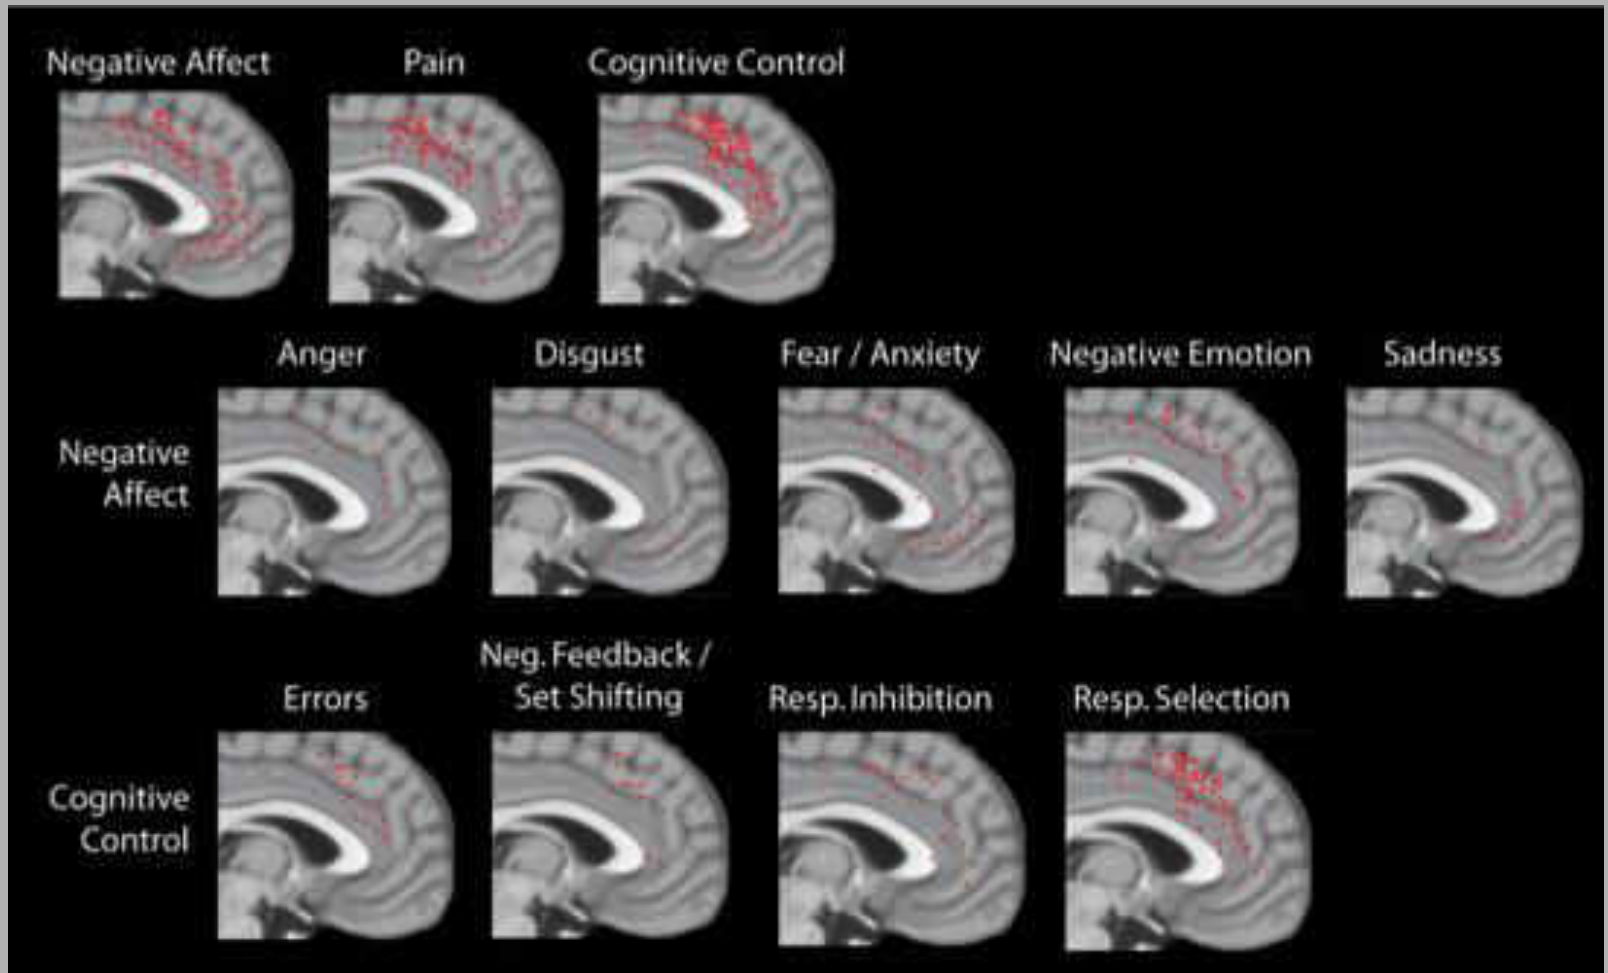 Negative Affect
Pain
Cognitive Control
Anger
Disgust
Fear / Anxiety
Negative Emotion
Sadness
Negative
Affect
Neg. Feedback /
Set Shifting
Errors
Resp. Inhibition
Resp. Selection
Cognitive
Control